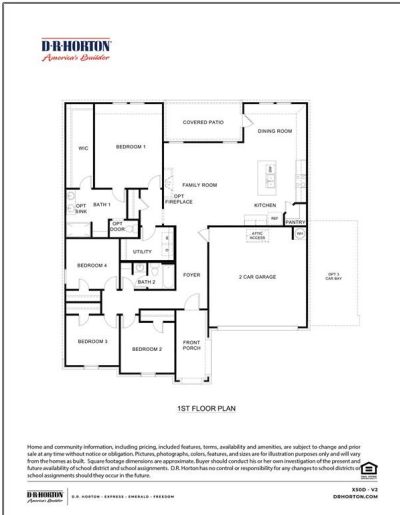 D·R·HORTON
America's Builder
COVERED PATIO
DINING ROOM
WIC
BEDROOM 1
FAMILY ROOM
OPT
FIREPLACE
OPT
SINK
BATH 1
OPT
DOOR
KITCHEN
REF
PANTRY
UTILITY
ATTIC
ACCESS
BEDROOM 4
BATH 2
FOYER
2 CAR GARAGE
OPT 3
CAR BAY
BEDROOM 3
BEDROOM 2
FRONT
PORCH
1ST FLOOR PLAN
Home and community information, including pricing, included features, terms, availability and amenities, are subject to change and prior
sale at any time without notice or obligation. Pictures, photographs, colors, features, and sizes are for illustration purposes only and will vary
from the homes as built. Square footage dimensions are approximate. Buyer should conduct his or her own investigation of the present and
future availability of school district and school assignments. D.R. Horton has no control or responsibility for any changes to school districts or
school assignments should they occur in the future.
D·R·HORTON
America's Builder
D.R. HORTON · EXPRESS · EMERALD · FREEDOM
X50D - V2
DRHORTON.COM